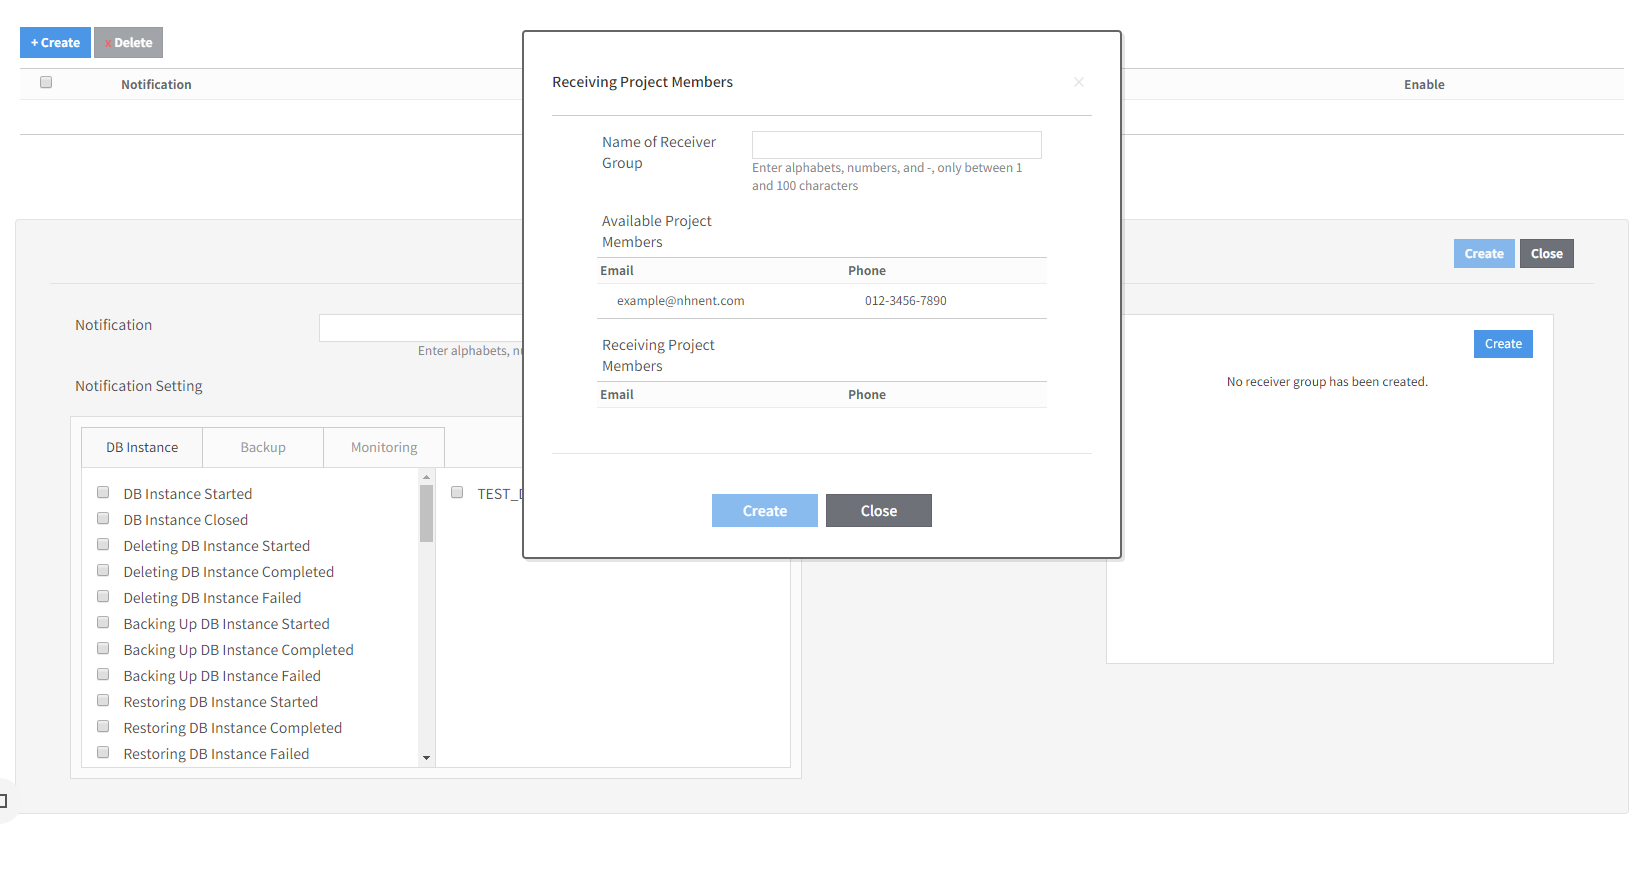 + Create
x Delete
Notification
Enable
Receiving Project Members
×
Name of Receiver
Group
Enter alphabets, numbers, and -, only between 1
and 100 characters
Available Project
Members
Email Phone
example@nhnent.com 012-3456-7890
Receiving Project
Members
Email Phone
Create Close
Create Close
Notification
Enter alphabets,
Notification Setting
DB Instance Backup Monitoring
DB Instance Started
DB Instance Closed
Deleting DB Instance Started
Deleting DB Instance Completed
Deleting DB Instance Failed
Backing Up DB Instance Started
Backing Up DB Instance Completed
Backing Up DB Instance Failed
Restoring DB Instance Started
Restoring DB Instance Completed
Restoring DB Instance Failed
TEST_
Create
No receiver group has been created.